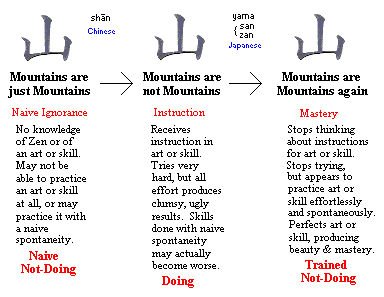 山
shān
Chinese
山
yama
{ san
zan
Japanese
山
Mountains are
just Mountains
Mountains are
not Mountains
Mountains are
Mountains again
Naive Ignorance
No knowledge
of Zen or of
an art or skill.
May not be
able to practice
an art or skill
at all, or may
practice it with
a naive
spontaneity.
Naive
Not-Doing
Instruction
Receives
instruction in
art or skill.
Tries very
hard, but all
effort produces
clumsy, ugly
results. Skills
done with naive
spontaneity
may actually
become worse.
Doing
Mastery
Stops thinking
about instructions
for art or skill.
Stops trying,
but appears to
practice art or
skill effortlessly
and spontaneously.
Perfects art or
skill, producing
beauty & mastery.
Trained
Not-Doing